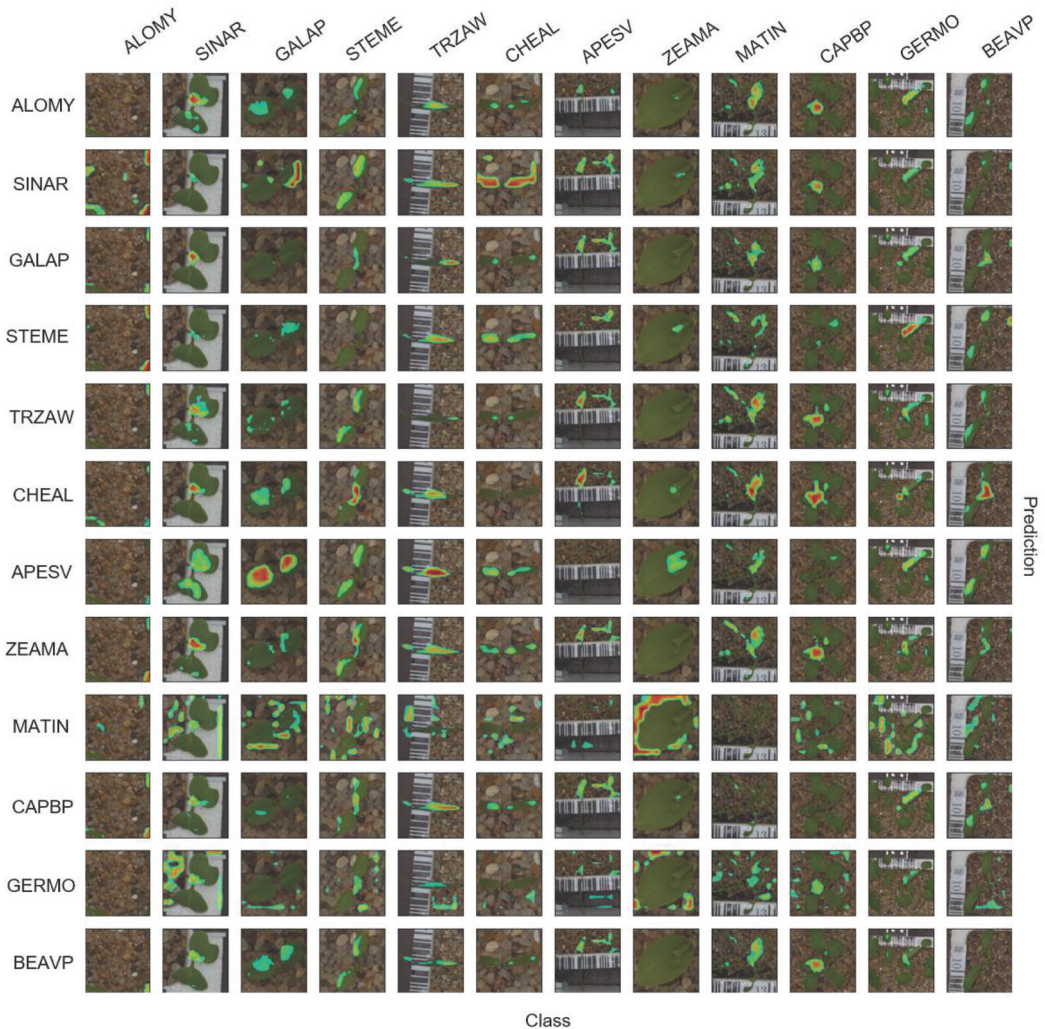 ALOMY SINAR GALAP STEME TRZAW CHEAL APESV ZEAMA MATIN CAPBP GERMO BEAVP
ALOMY
SINAR
GALAP
STEME
TRZAW
CHEAL
APESV
ZEAMA
MATIN
CAPBP
GERMO
BEAVP
Prediction
Class